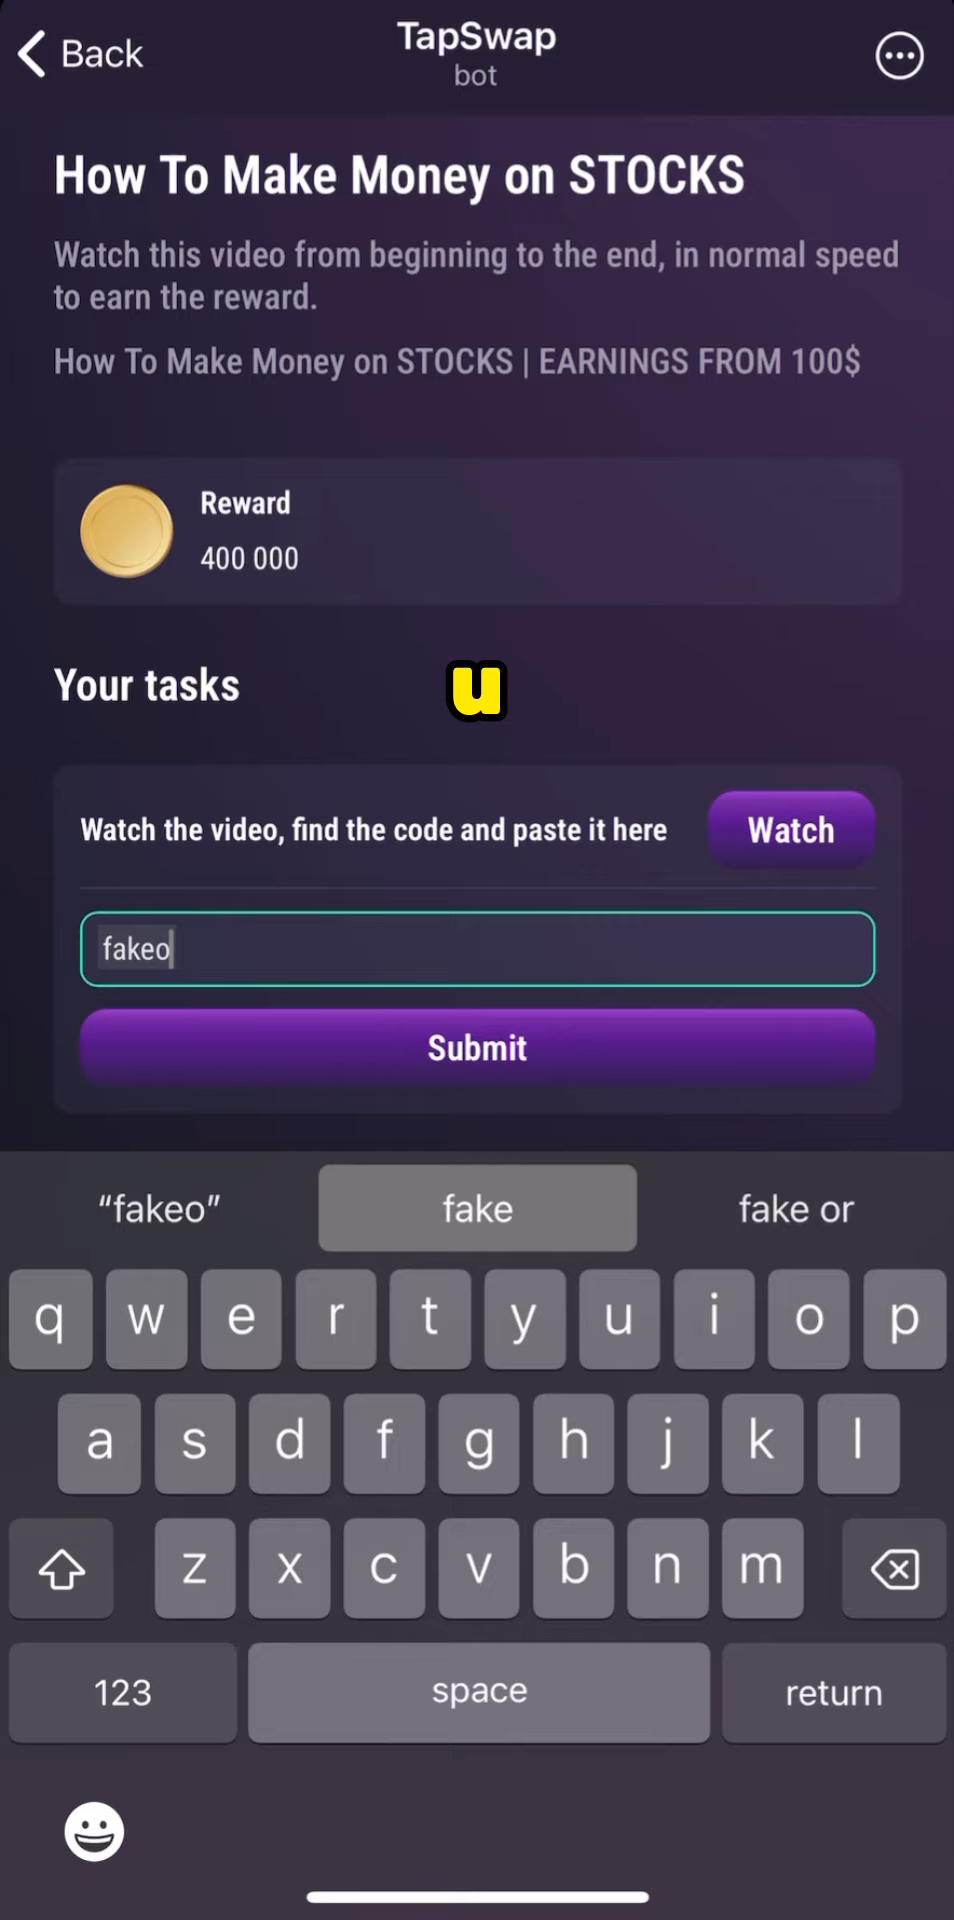 Back
TapSwap
bot
How To Make Money on STOCKS
Watch this video from beginning to the end, in normal speed
to earn the reward.
How To Make Money on STOCKS | EARNINGS FROM 100$
Reward
400 000
Your tasks
u
Watch the video, find the code and paste it here
Watch
fakeo
Submit
“fakeo” fake fake or
q w e r t y u i o p
a s d f g h j k l
z x c v b n m
123 space return